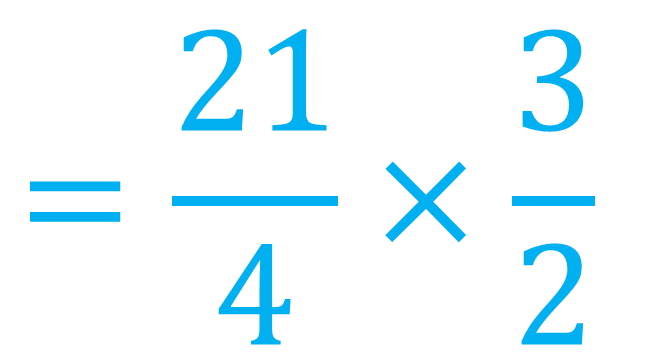 = 21/4 × 3/2